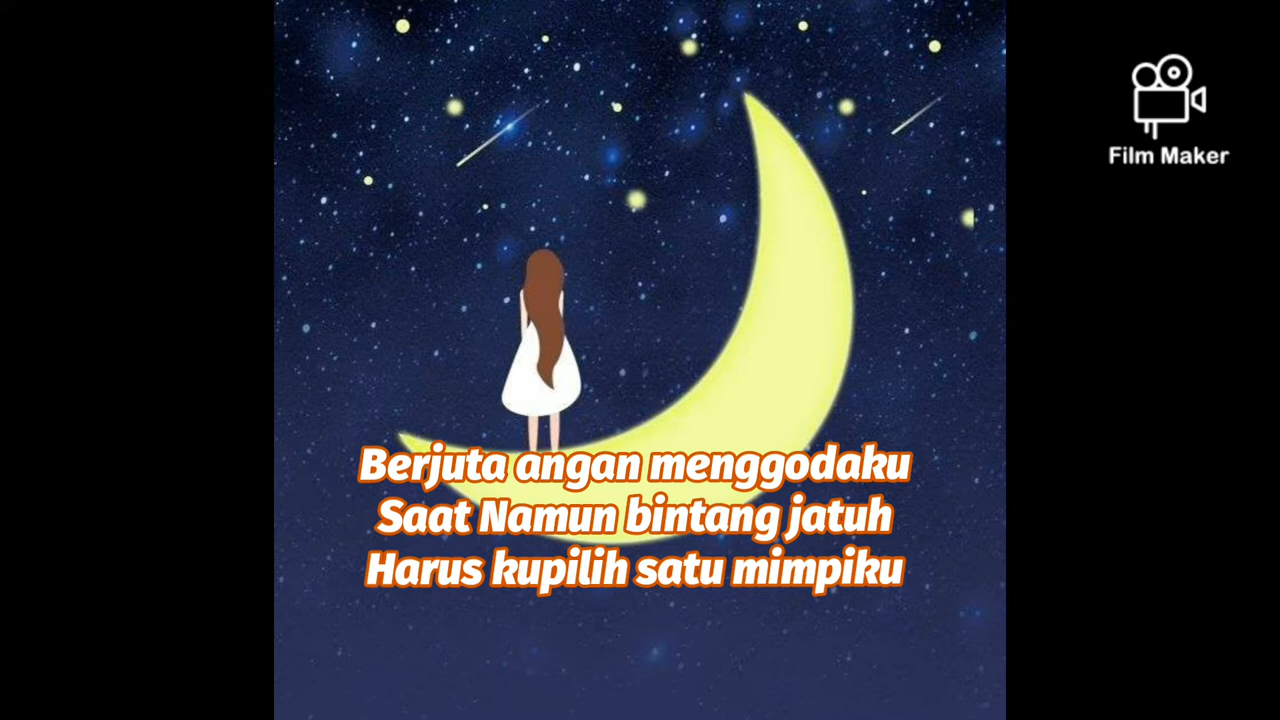 Film Maker
Berjuta angan menggodaku
Saat Namun bintang jatuh
Harus kupilih satu mimpiku